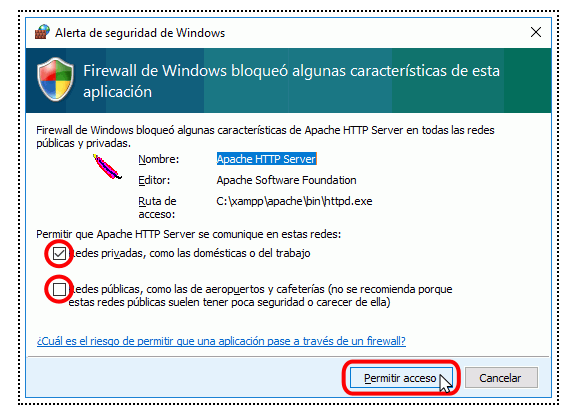 Alerta de seguridad de Windows
Firewall de Windows bloqueó algunas características de esta
aplicación
Firewall de Windows bloqueó algunas características de Apache HTTP Server en todas las redes
públicas y privadas.
Nombre: Apache HTTP Server
Editor: Apache Software Foundation
Ruta de C:\xampp\apache\bin\httpd.exe
acceso:
Permitir que Apache HTTP Server se comunique en estas redes:
Redes privadas, como las domésticas o del trabajo
Redes públicas, como las de aeropuertos y cafeterías (no se recomienda porque
estas redes públicas suelen tener poca seguridad o carecer de ella)
¿Cuál es el riesgo de permitir que una aplicación pase a través de un firewall?
Permitir acceso Cancelar